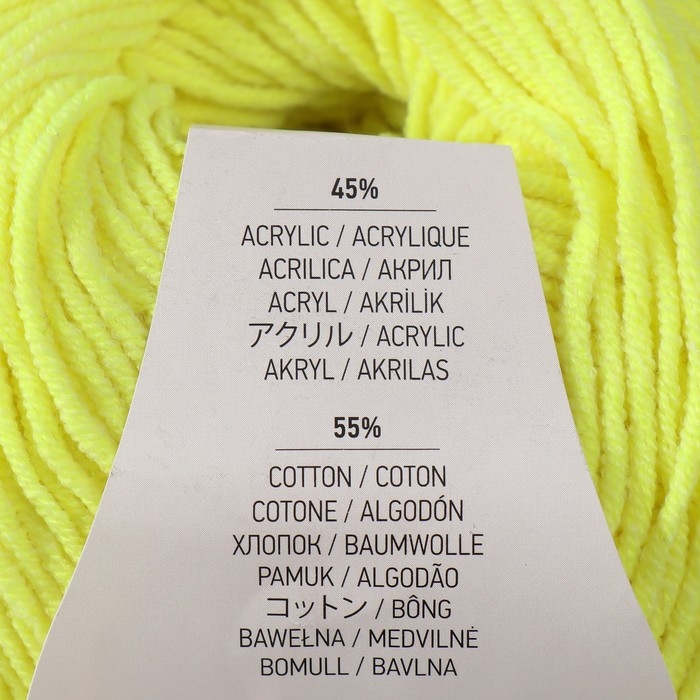 45%
ACRYLIC / ACRYLIQUE
ACRILICA / АКРИЛ
ACRYL / AKRİLİK
アクリル / ACRYLIC
AKRYL / AKRILAS
55%
COTTON / COTON
COTONE / ALGODÓN
ХЛОПОК / BAUMWOLLE
PAMUK / ALGODÃO
コットン / BÔNG
BAWEŁNA / MEDVILNĖ
BOMULL / BAVLNA